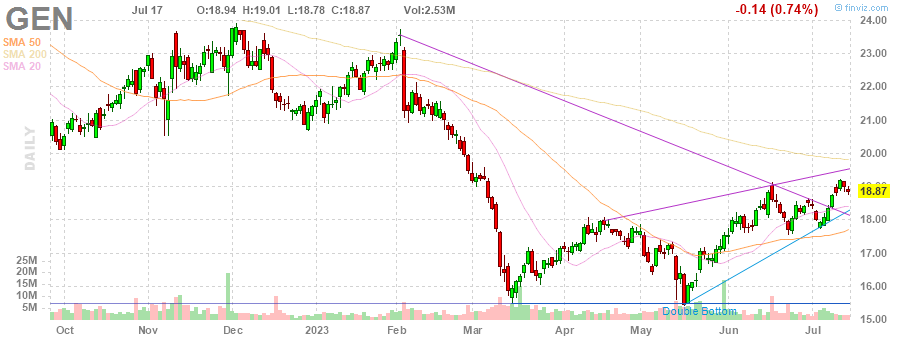 GEN
Jul 17 O:18.94 H:19.01 L:18.78 C:18.87 Vol:2.53M
-0.14 (0.74%)
© finviz.com
SMA 50
SMA 200
SMA 20
DAILY
24.00
23.00
22.00
21.00
20.00
19.00
18.87
18.00
17.00
16.00
15.00
25M
20M
15M
10M
5M
Double Bottom
Oct Nov Dec 2023 Feb Mar Apr May Jun Jul